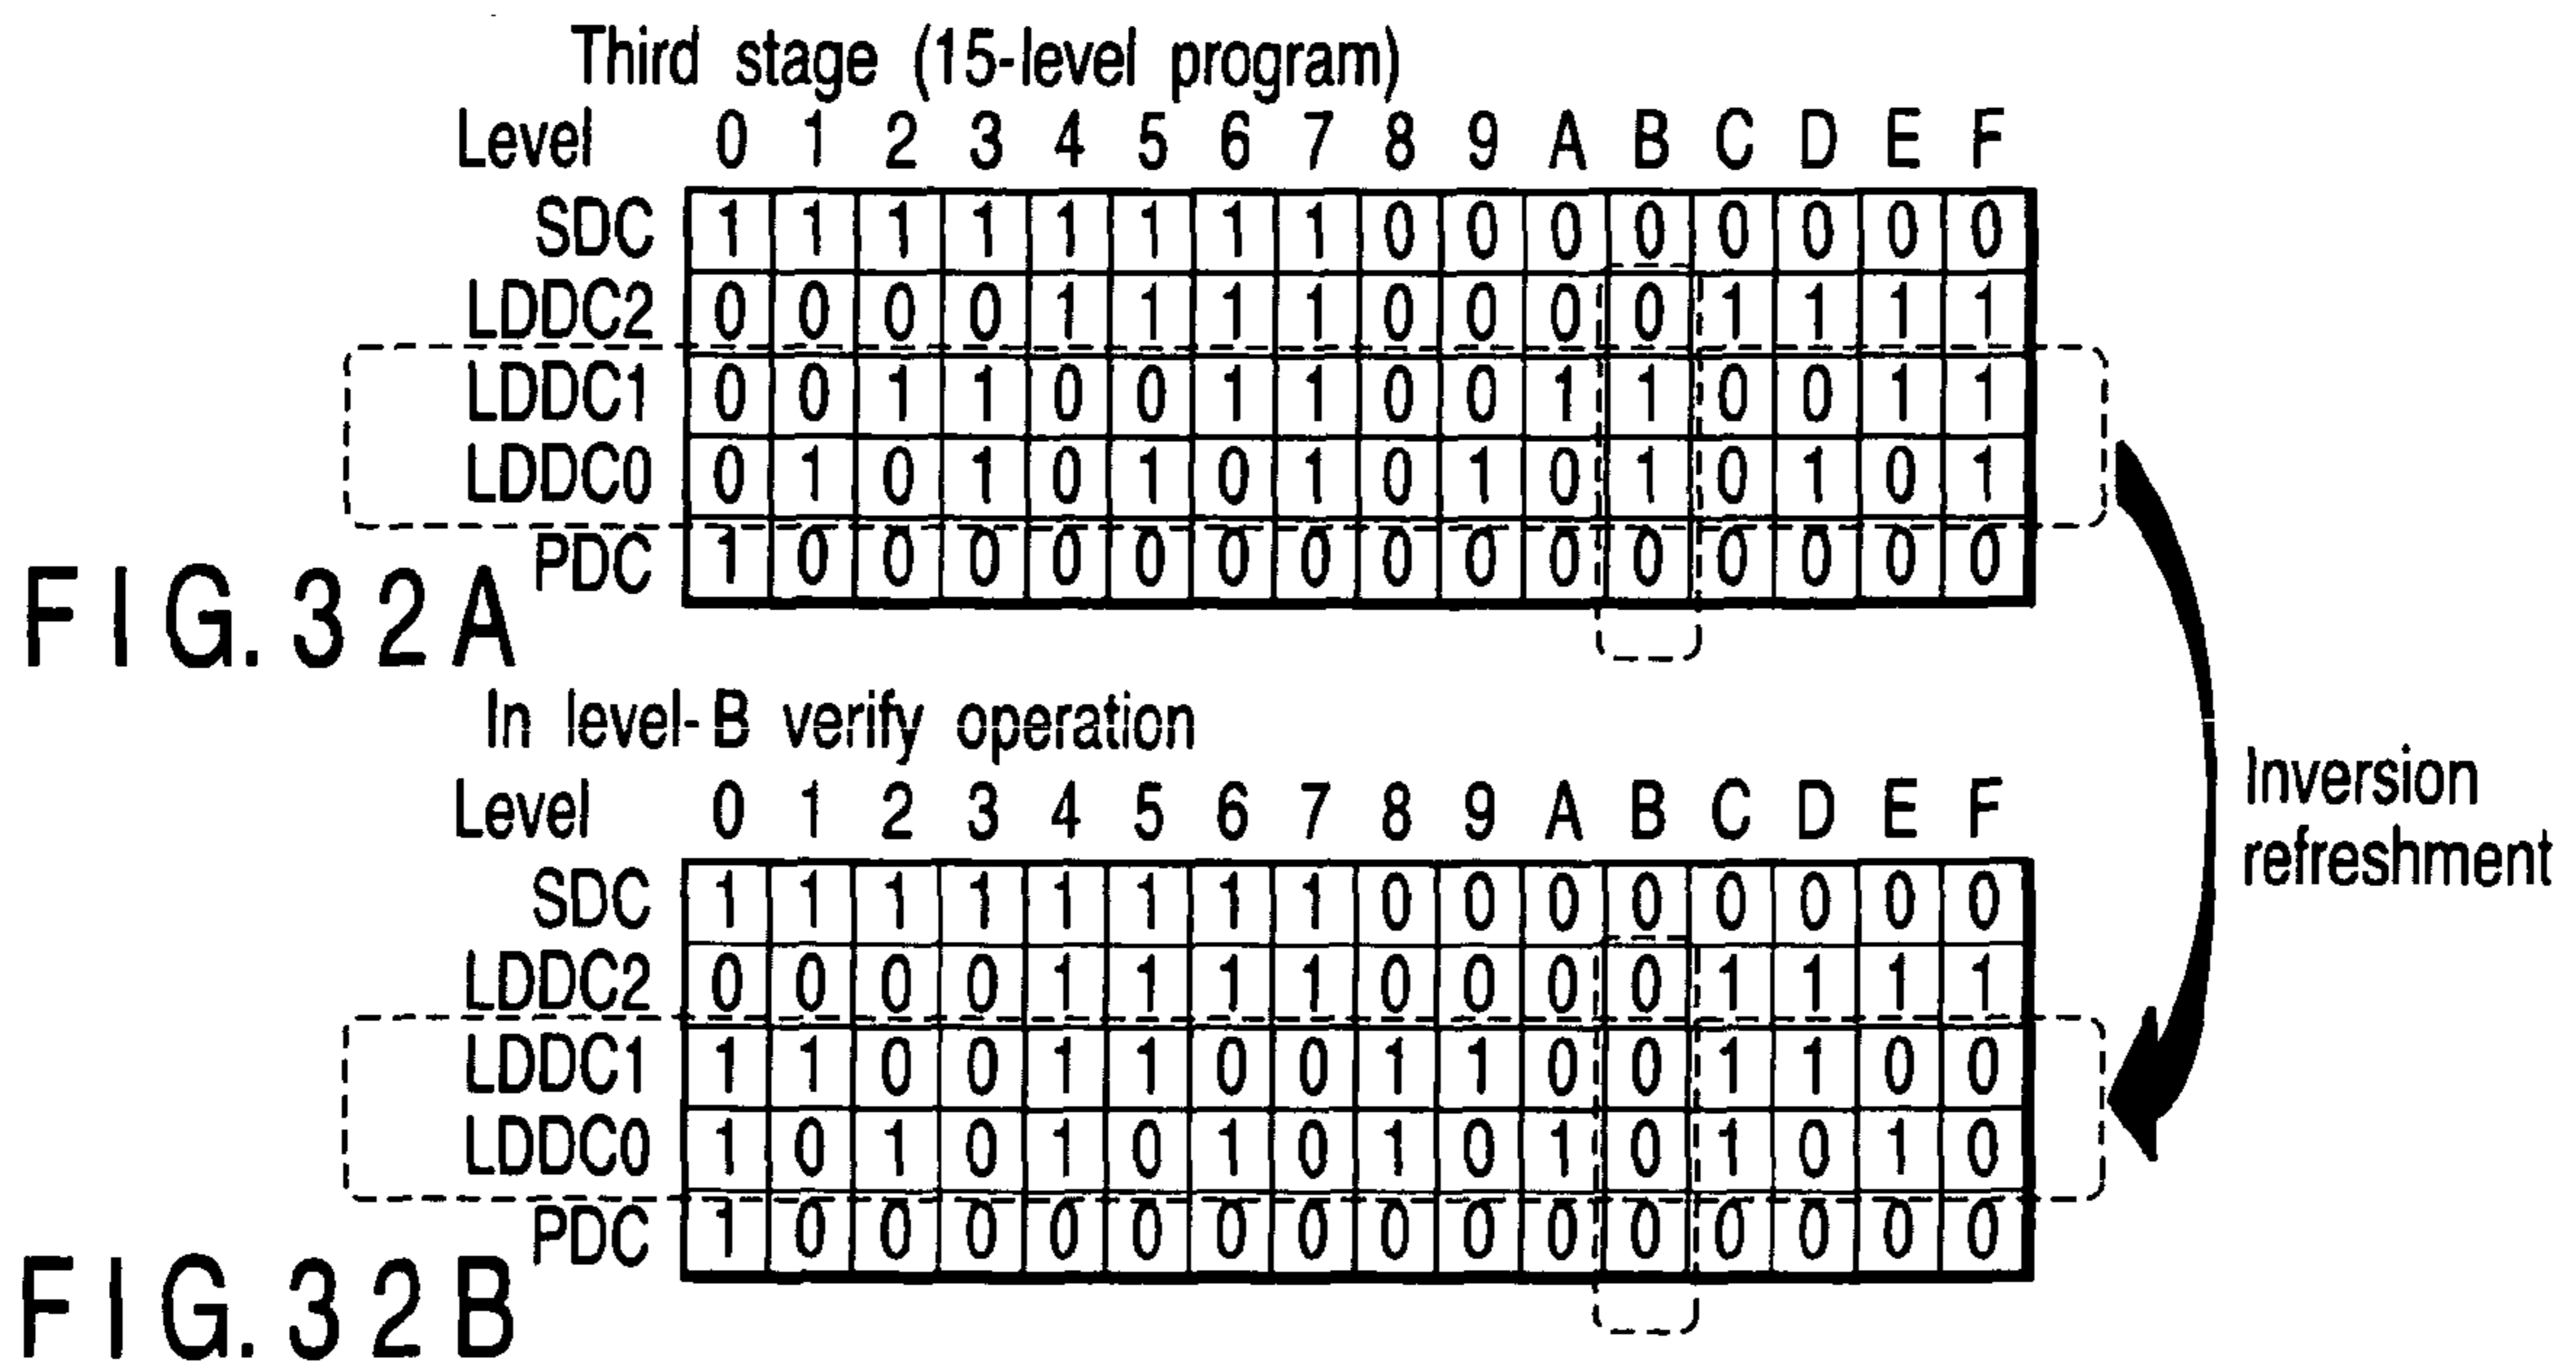 Third stage (15-level program)
Level 0 1 2 3 4 5 6 7 8 9 A B C D E F
SDC 1 1 1 1 1 1 1 1 0 0 0 0 0 0 0 0
LDDC2 0 0 0 0 1 1 1 1 0 0 0 0 1 1 1 1
LDDC1 0 0 1 1 0 0 1 1 0 0 1 1 0 0 1 1
LDDC0 0 1 0 1 0 1 0 1 0 1 0 1 0 1 0 1
PDC 1 0 0 0 0 0 0 0 0 0 0 0 0 0 0 0
FIG. 32A
In level-B verify operation
Level 0 1 2 3 4 5 6 7 8 9 A B C D E F
SDC 1 1 1 1 1 1 1 1 0 0 0 0 0 0 0 0
LDDC2 0 0 0 0 1 1 1 1 0 0 0 0 1 1 1 1
LDDC1 1 1 0 0 1 1 0 0 1 1 0 0 1 1 0 0
LDDC0 1 0 1 0 1 0 1 0 1 0 1 0 1 0 1 0
PDC 1 0 0 0 0 0 0 0 0 0 0 0 0 0 0 0
FIG. 32B
Inversion
refreshment